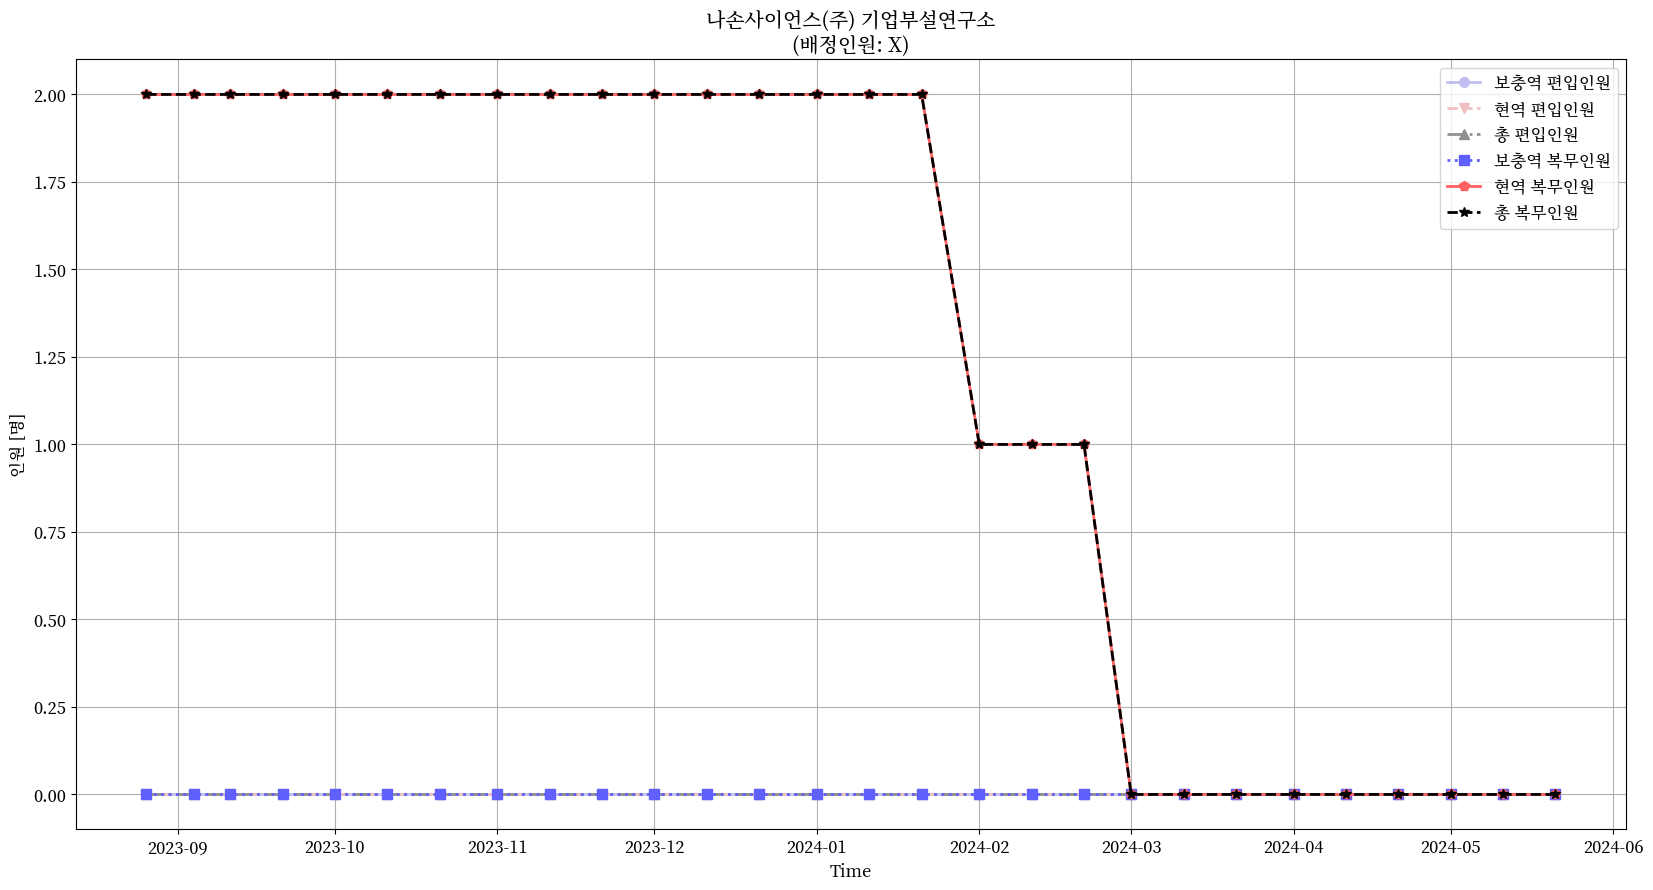 나손사이언스(주) 기업부설연구소
(배정인원: X)
보충역 편입인원
현역 편입인원
총 편입인원
보충역 복무인원
현역 복무인원
총 복무인원
인원 [명]
2.00
1.75
1.50
1.25
1.00
0.75
0.50
0.25
0.00
2023-09
2023-10
2023-11
2023-12
2024-01
2024-02
2024-03
2024-04
2024-05
2024-06
Time